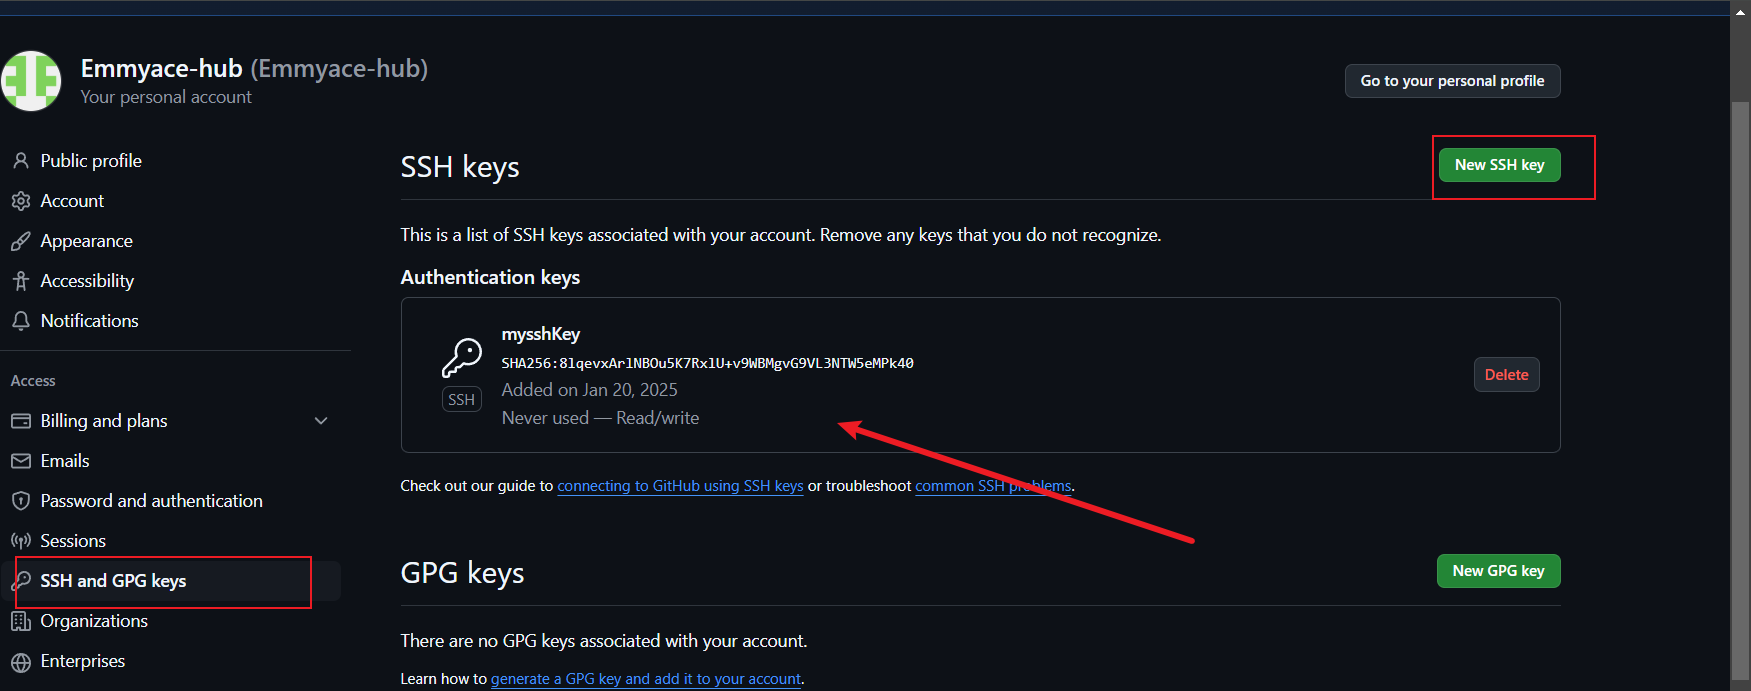 Emmyace-hub (Emmyace-hub)
Your personal account
Go to your personal profile
Public profile
Account
Appearance
Accessibility
Notifications
Access
Billing and plans
Emails
Password and authentication
Sessions
SSH and GPG keys
Organizations
Enterprises
SSH keys
New SSH key
This is a list of SSH keys associated with your account. Remove any keys that you do not recognize.
Authentication keys
mysshKey
SHA256:8lqevxArlNBOu5K7RxlU+v9WBMgvG9VL3NTW5eMPk40
SSH
Added on Jan 20, 2025
Never used — Read/write
Delete
Check out our guide to connecting to GitHub using SSH keys or troubleshoot common SSH problems.
GPG keys
New GPG key
There are no GPG keys associated with your account.
Learn how to generate a GPG key and add it to your account.